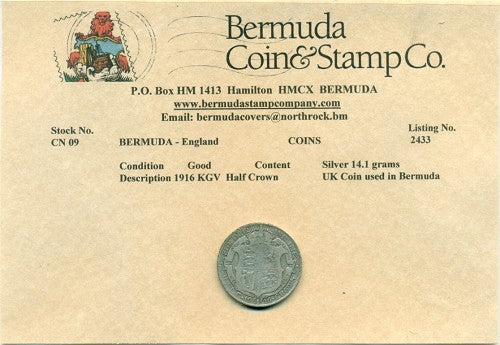 Bermuda
Coin&Stamp Co.
P.O. Box HM 1413 Hamilton HMCX BERMUDA
www.bermudastampcompany.com
Email: bermudacovers@northrock.bm
Stock No. Listing No.
CN 09 BERMUDA - England COINS 2433
Condition Good Content Silver 14.1 grams
Description 1916 KGV Half Crown UK Coin used in Bermuda